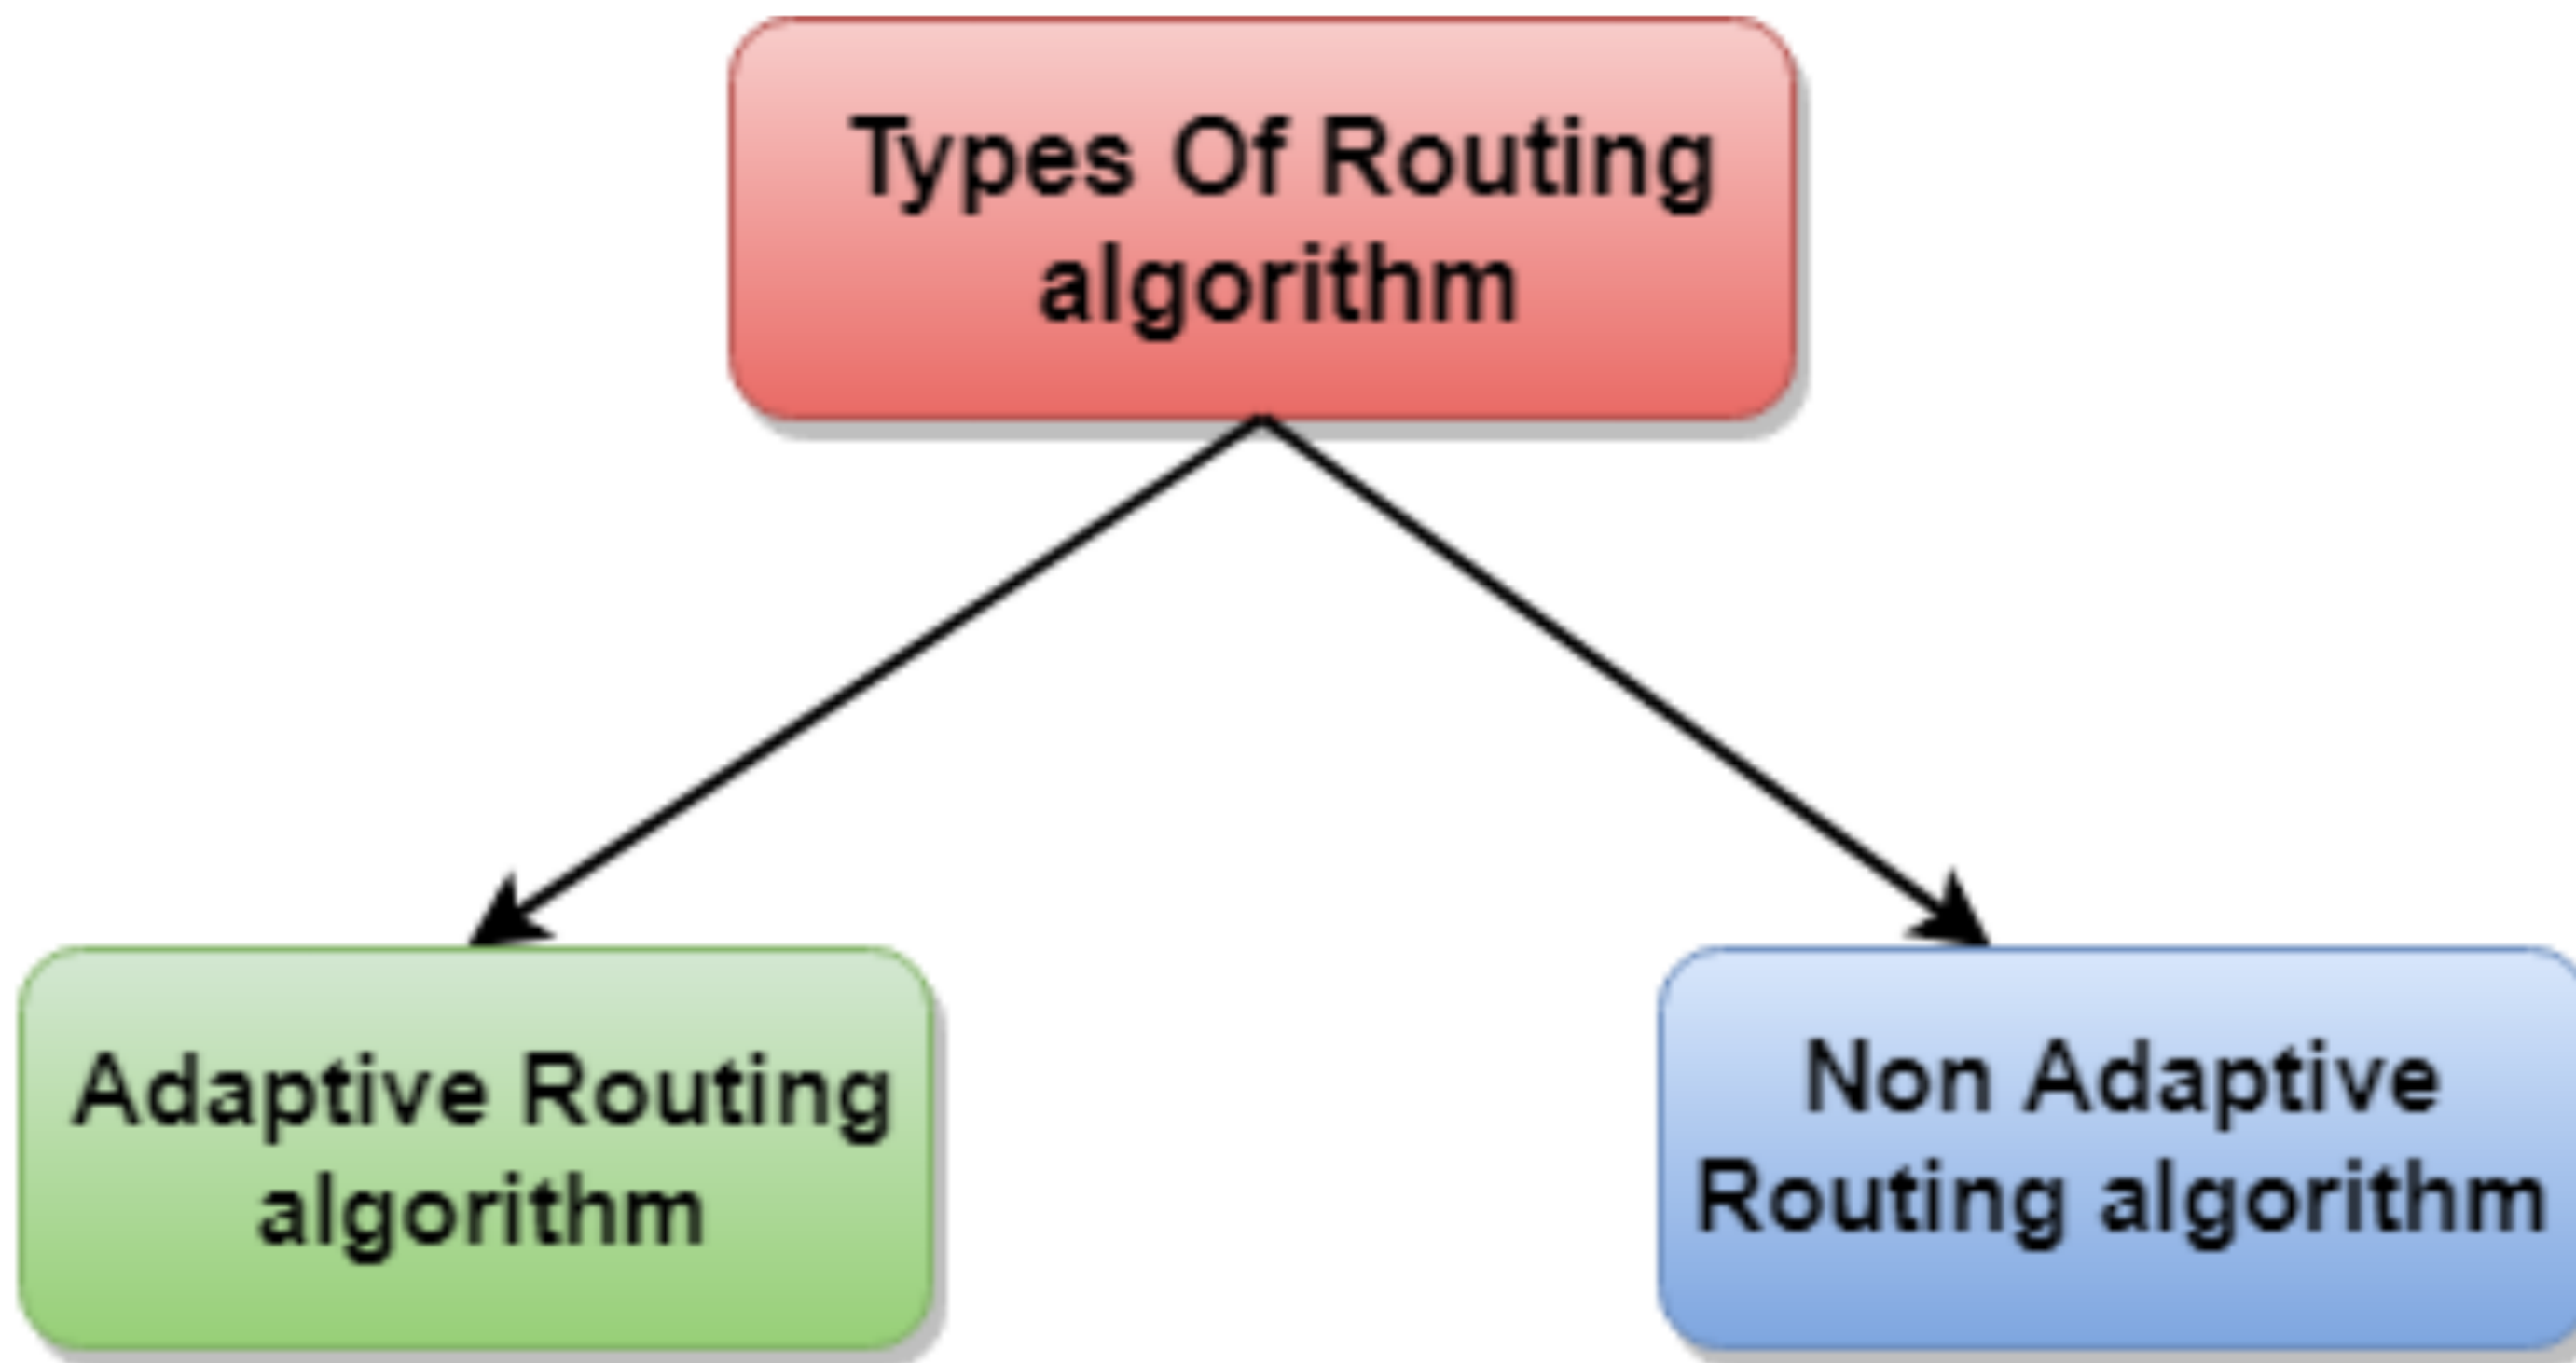 Types Of Routing
algorithm
Adaptive Routing
algorithm
Non Adaptive
Routing algorithm